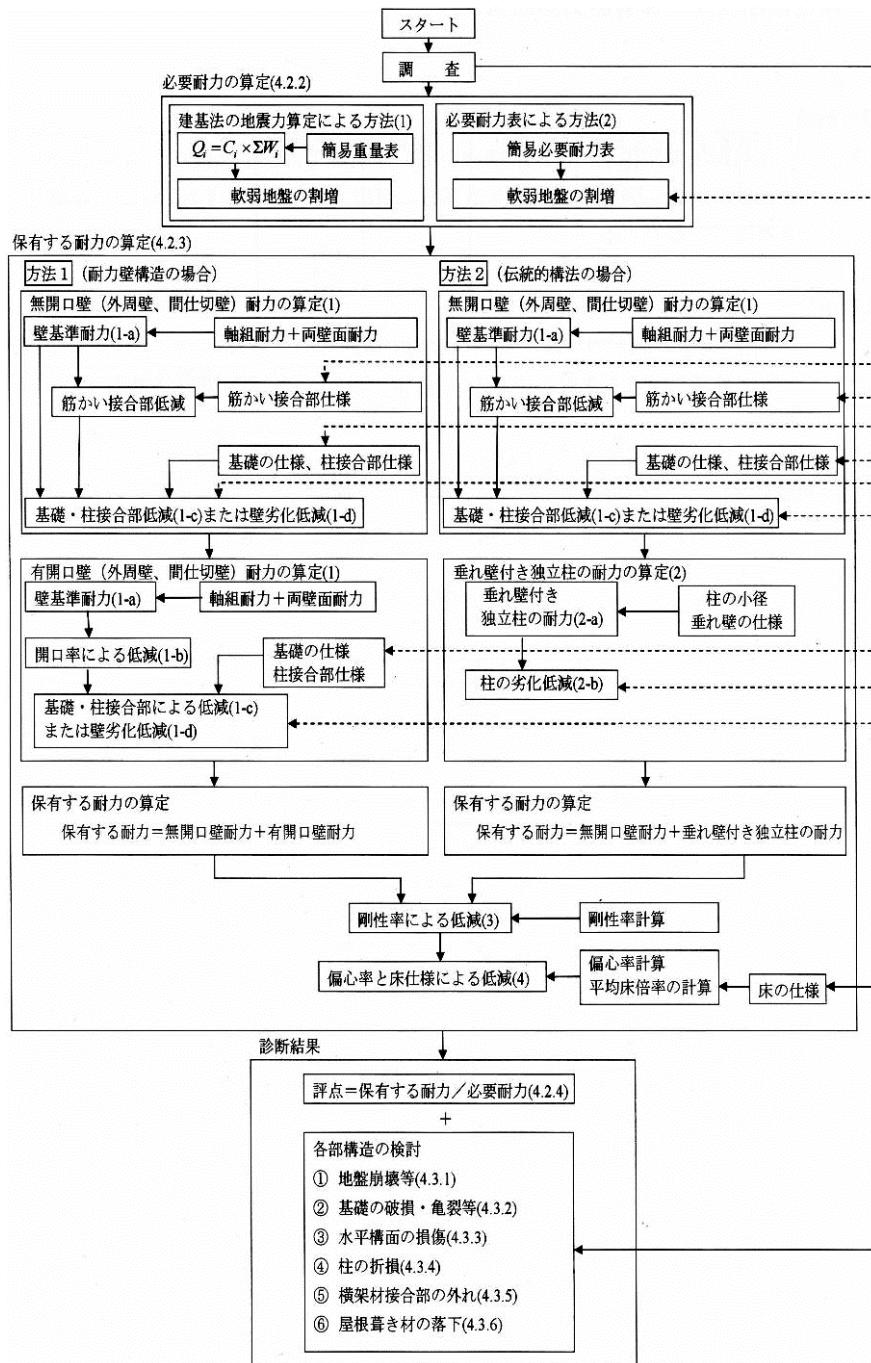 スタート
調 査
必要耐力の算定(4.2.2)
建基法の地震力算定による方法(1)
Qi=Ci×ΣWi
簡易重量表
軟弱地盤の割増
必要耐力表による方法(2)
簡易必要耐力表
軟弱地盤の割増
保有する耐力の算定(4.2.3)
方法1 (耐力壁構造の場合)
無開口壁(外周壁、間仕切壁)耐力の算定(1)
壁基準耐力(1-a)
軸組耐力+両壁面耐力
筋かい接合部低減
筋かい接合部仕様
基礎の仕様、柱接合部仕様
基礎・柱接合部低減(1-c)または壁劣化低減(1-d)
有開口壁(外周壁、間仕切壁)耐力の算定(1)
壁基準耐力(1-a)
軸組耐力+両壁面耐力
開口率による低減(1-b)
基礎の仕様
柱接合部仕様
基礎・柱接合部による低減(1-c)
または壁劣化低減(1-d)
保有する耐力の算定
保有する耐力=無開口壁耐力+有開口壁耐力
方法2 (伝統的構法の場合)
無開口壁(外周壁、間仕切壁)耐力の算定(1)
壁基準耐力(1-a)
軸組耐力+両壁面耐力
筋かい接合部低減
筋かい接合部仕様
基礎の仕様、柱接合部仕様
基礎・柱接合部低減(1-c)または壁劣化低減(1-d)
垂れ壁付き独立柱の耐力の算定(2)
垂れ壁付き
独立柱の耐力(2-a)
柱の小径
垂れ壁の仕様
柱の劣化低減(2-b)
保有する耐力の算定
保有する耐力=無開口壁耐力+垂れ壁付き独立柱の耐力
剛性率による低減(3)
剛性率計算
偏心率と床仕様による低減(4)
偏心率計算
平均床倍率の計算
床の仕様
診断結果
評点=保有する耐力/必要耐力(4.2.4)
+
各部構造の検討
① 地盤崩壊等(4.3.1)
② 基礎の破損・亀裂等(4.3.2)
③ 水平構面の損傷(4.3.3)
④ 柱の折損(4.3.4)
⑤ 横架材接合部の外れ(4.3.5)
⑥ 屋根葺き材の落下(4.3.6)